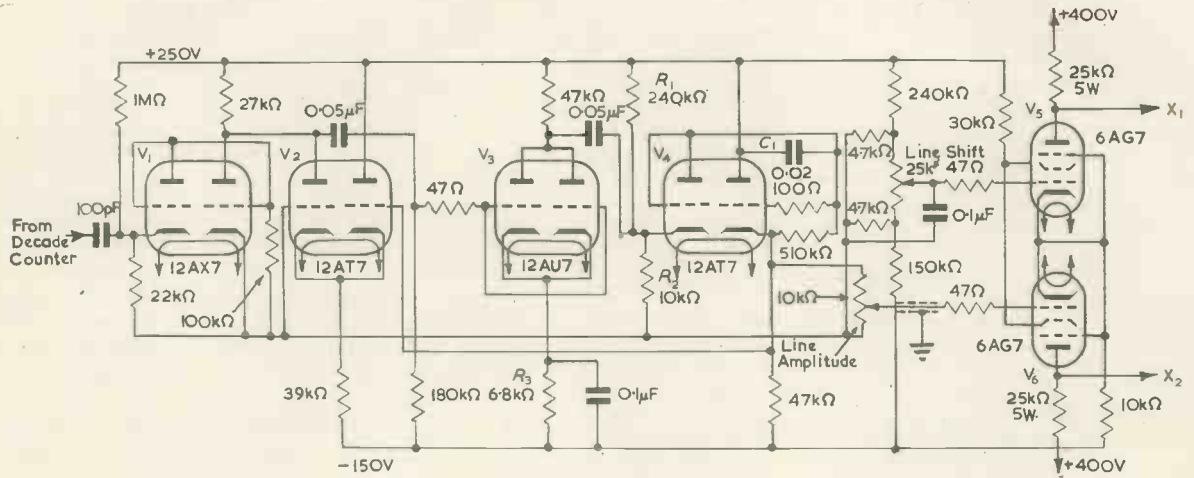 +400V
+250V
1MΩ
27kΩ
0·05μF
47kΩ
0·05μF
R₁
240kΩ
240kΩ
25kΩ
5W
X₁
30kΩ
V₅
6AG7
V₁
V₂
V₃
V₄
C₁
0·02
100Ω
47kΩ
Line Shift
25kΩ
47Ω
47Ω
100pF
From
Decade
Counter
12AX7
12AT7
12AU7
12AT7
510kΩ
47kΩ
0·1μF
22kΩ
100kΩ
R₂
10kΩ
10kΩ
150kΩ
47Ω
Line
Amplitude
6AG7
39kΩ
180kΩ
R₃
6·8kΩ
0·1μF
47kΩ
V₆
25kΩ
5W
X₂
10kΩ
-150V
+400V